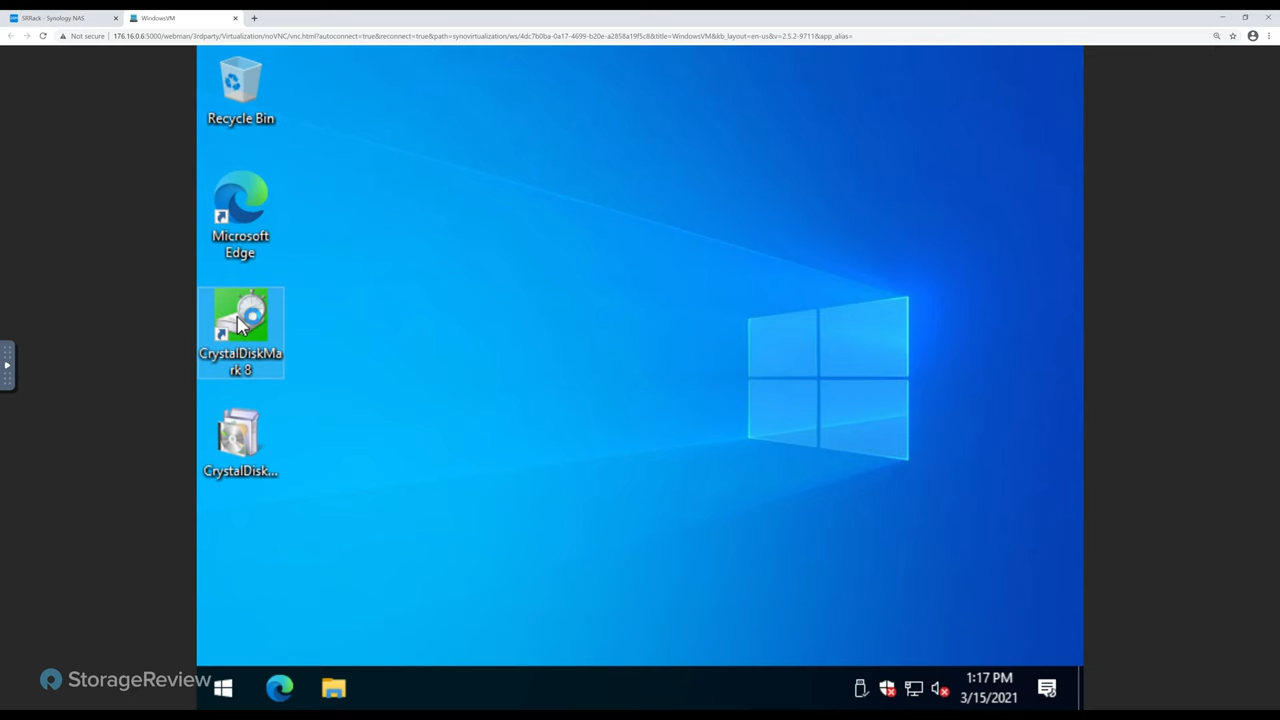 SRRack - Synology NAS
WindowsVM
Not secure
176.16.0.6:5000/webman/3rdparty/Virtualization/noVNC/vnc.html?autoconnect=true&reconnect=true&path=synovirtualization/ws/4dc7b0ba-0a17-4699-b20e-a2858a19f5c8&title=WindowsVM&kb_layout=en-us&v=2.5.2-9711&app_alias=
Recycle Bin
Microsoft
Edge
CrystalDiskMa
rk 8
CrystalDisk...
StorageReview
1:17 PM
3/15/2021